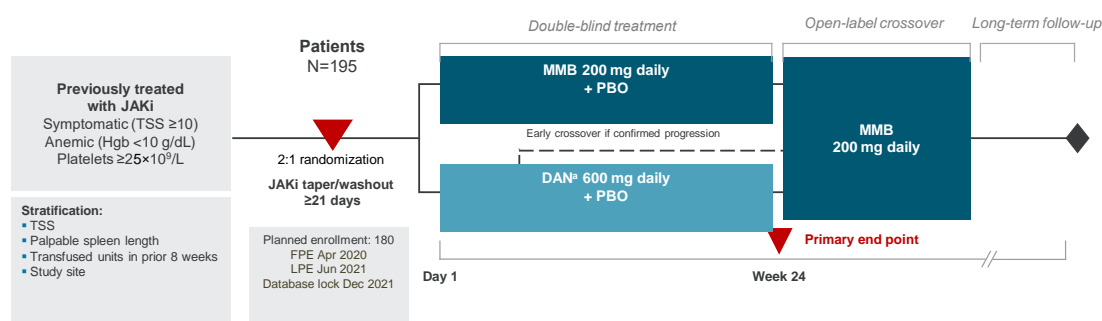 Double-blind treatment
Open-label crossover
Long-term follow-up
Patients
N=195
Previously treated
with JAKi
Symptomatic (TSS ≥10)
Anemic (Hgb <10 g/dL)
Platelets ≥25×10⁹/L
2:1 randomization
JAKi taper/washout
≥21 days
MMB 200 mg daily
+ PBO
Early crossover if confirmed progression
DANᵃ 600 mg daily
+ PBO
MMB
200 mg daily
Stratification:
▪ TSS
▪ Palpable spleen length
▪ Transfused units in prior 8 weeks
▪ Study site
Planned enrollment: 180
FPE Apr 2020
LPE Jun 2021
Database lock Dec 2021
Primary end point
Day 1
Week 24